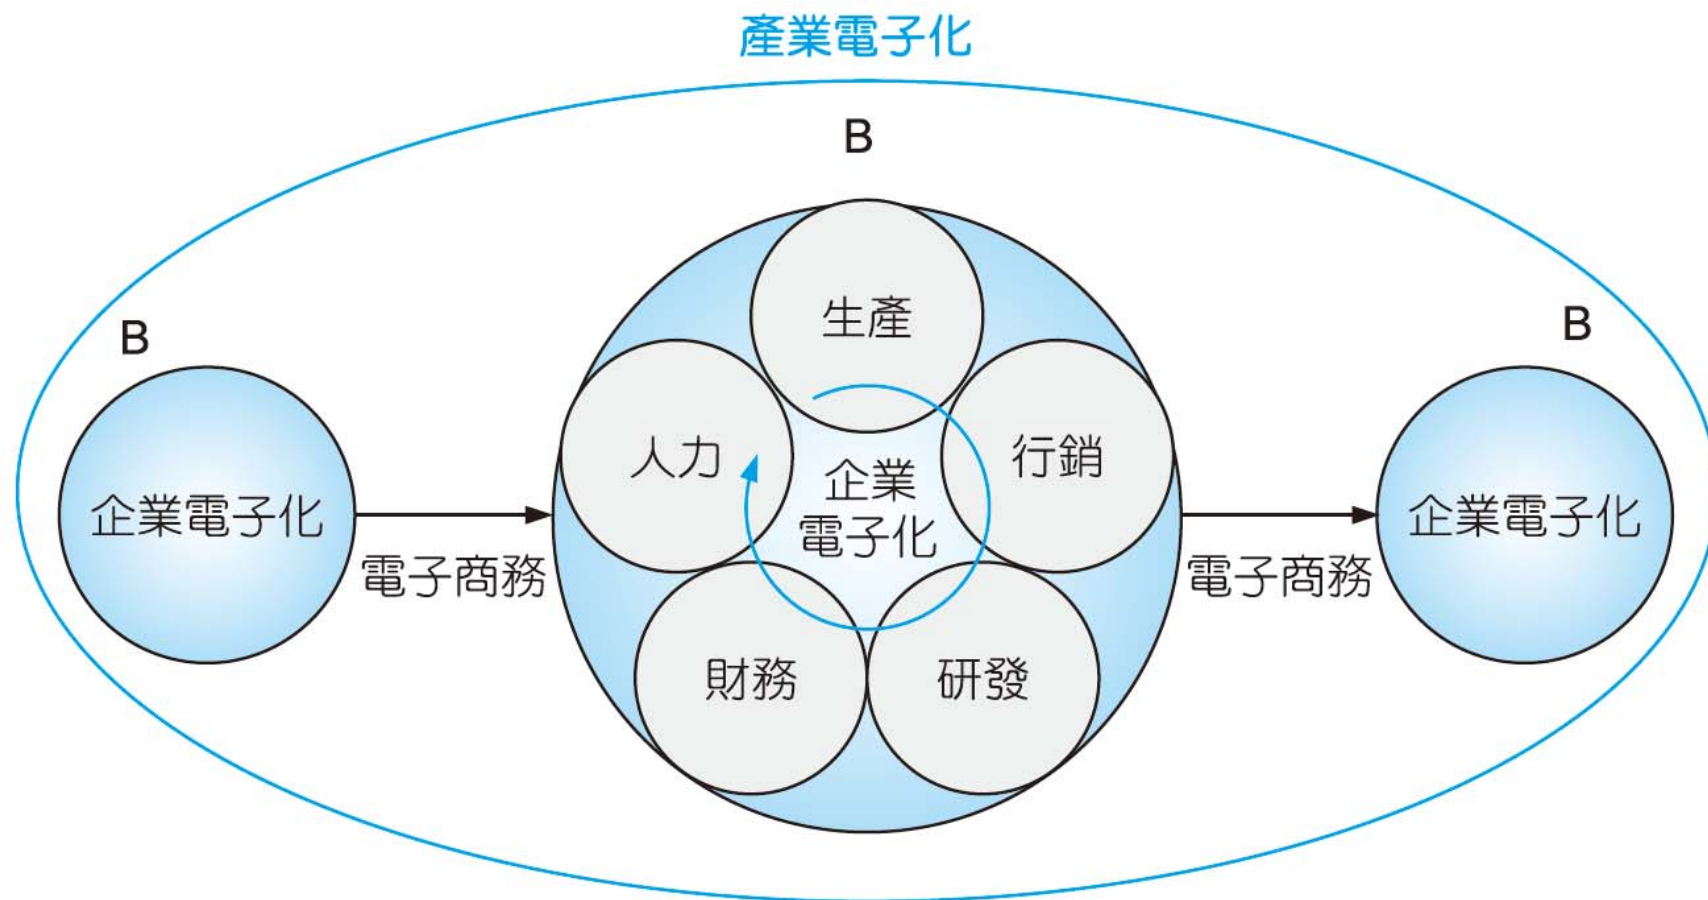 產業電子化
B
B
B
生產
人力
行銷
企業
電子化
企業電子化
企業電子化
電子商務
電子商務
財務
研發